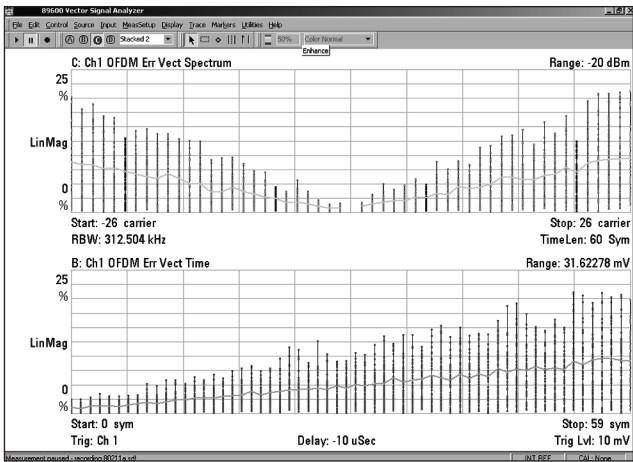 89600 Vector Signal Analyzer
File Edit Control Source Input MeasSetup Display Trace Markers Utilities Help
A B C D Stacked 2 50% Color Normal
Enhance
C: Ch1 OFDM Err Vect Spectrum Range: -20 dBm
25
%
LinMag
0
%
Start: -26 carrier Stop: 26 carrier
RBW: 312.504 kHz TimeLen: 60 Sym
B: Ch1 OFDM Err Vect Time Range: 31.62278 mV
25
%
LinMag
0
%
Start: 0 sym Stop: 59 sym
Trig: Ch 1 Delay: -10 uSec Trig Lvl: 10 mV
Measurement paused - recording 80211a.sdf INT REF CAL: None